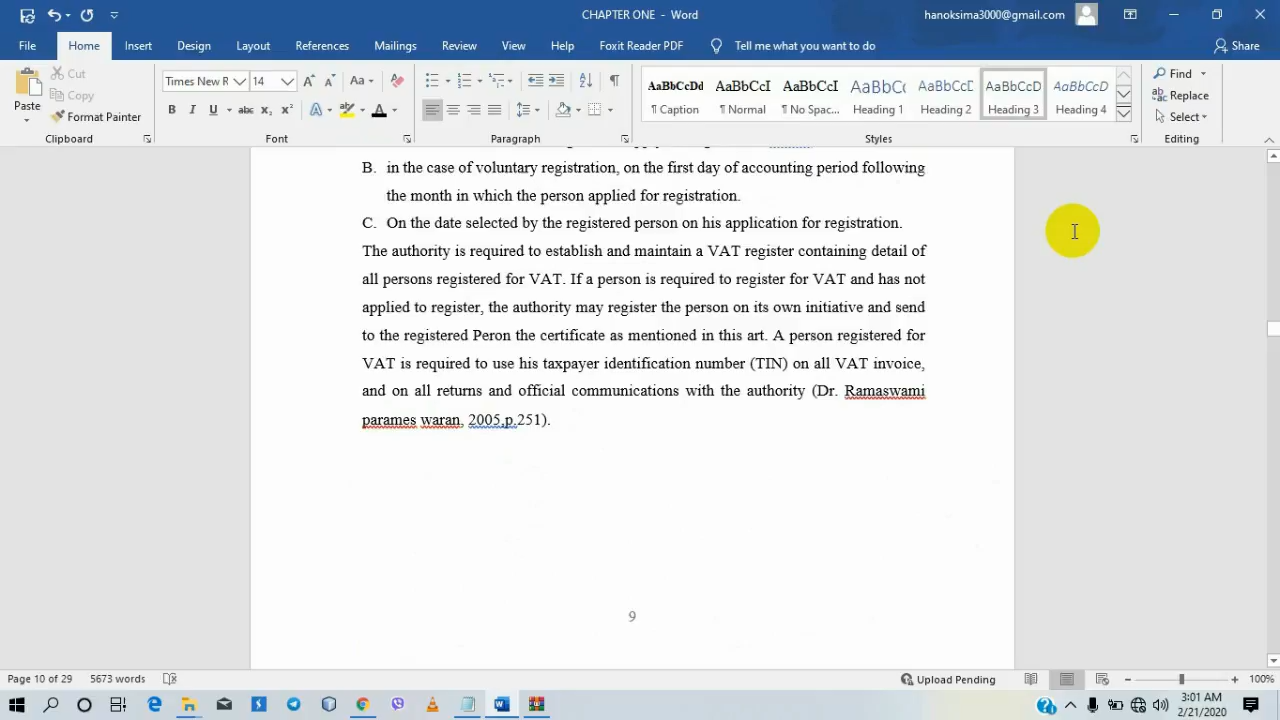 CHAPTER ONE - Word
hanoksima3000@gmail.com
File Home Insert Design Layout References Mailings Review View Help Foxit Reader PDF Tell me what you want to do Share
Paste
Cut
Copy
Format Painter
Times New R 14
B I U abc x₂ x²
Aa
AaBbCcDd AaBbCcI AaBbCcI AaBbC AaBbCcD AaBbCcD AaBbCcD
¶ Caption ¶ Normal ¶ No Spac... Heading 1 Heading 2 Heading 3 Heading 4
Find
Replace
Select
Clipboard Font Paragraph Styles Editing
B. in the case of voluntary registration, on the first day of accounting period following
the month in which the person applied for registration.
C. On the date selected by the registered person on his application for registration.
The authority is required to establish and maintain a VAT register containing detail of
all persons registered for VAT. If a person is required to register for VAT and has not
applied to register, the authority may register the person on its own initiative and send
to the registered Peron the certificate as mentioned in this art. A person registered for
VAT is required to use his taxpayer identification number (TIN) on all VAT invoice,
and on all returns and official communications with the authority (Dr. Ramaswami
parames waran, 2005,p.251).
9
Page 10 of 29 5673 words
Upload Pending
100%
3:01 AM
2/21/2020